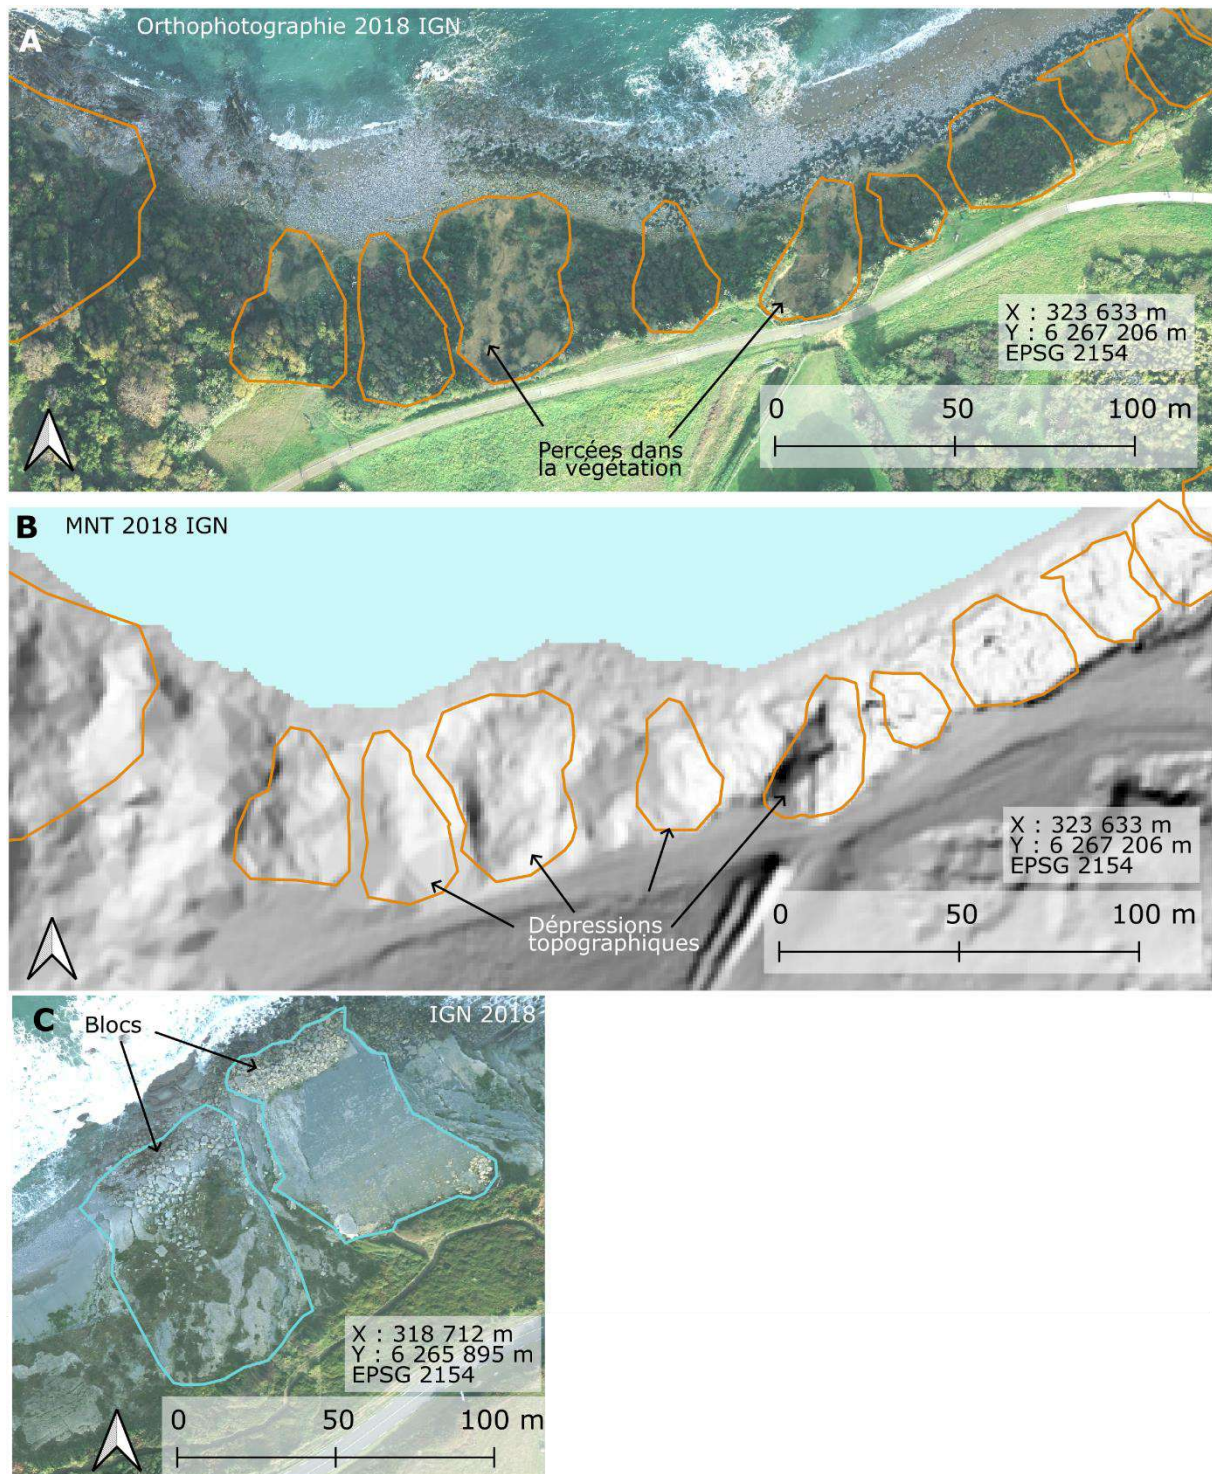 A
Orthophotographie 2018 IGN
X : 323 633 m
Y : 6 267 206 m
EPSG 2154
0 50 100 m
Percées dans
la végétation
B
MNT 2018 IGN
X : 323 633 m
Y : 6 267 206 m
EPSG 2154
0 50 100 m
Dépressions
topographiques
C
IGN 2018
Blocs
X : 318 712 m
Y : 6 265 895 m
EPSG 2154
0 50 100 m